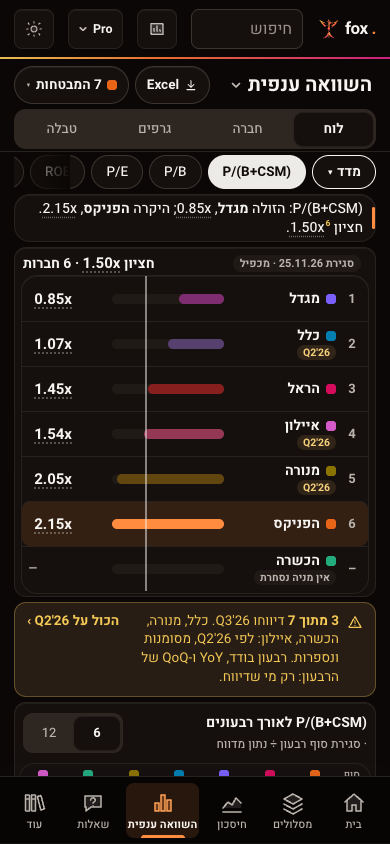 fox.
חיפוש
Pro
השוואה ענפית
Excel
7 המבטחות
לוח
חברה
גרפים
טבלה
מדד
P/(B+CSM)
P/B
P/E
ROE
P/(B+CSM): הזולה מגדל, 0.85x; היקרה הפניקס, 2.15x.
חציון 1.50x⁶.
סגירת 25.11.26 · מכפיל
חציון 1.50x · 6 חברות
1 מגדל 0.85x
2 כלל 1.07x
Q2'26
3 הראל 1.45x
4 איילון 1.54x
Q2'26
5 מנורה 2.05x
Q2'26
6 הפניקס 2.15x
– הכשרה –
אין מניה נסחרת
3 מתוך 7 דיווחו Q3'26. כלל, מנורה,
הכשרה, איילון: לפי Q2'26, מסומנות
וספרות. רבעון בודד, YoY ו-QoQ של
הרבעון: רק מי שדיווח.
הכול על Q2'26 ‹
P/(B+CSM) לאורך רבעונים
· סגירת סוף רבעון ÷ נתון מדווח
6
12
בית
מסלולים
חיסכון
השוואה ענפית
שאלות
עוד